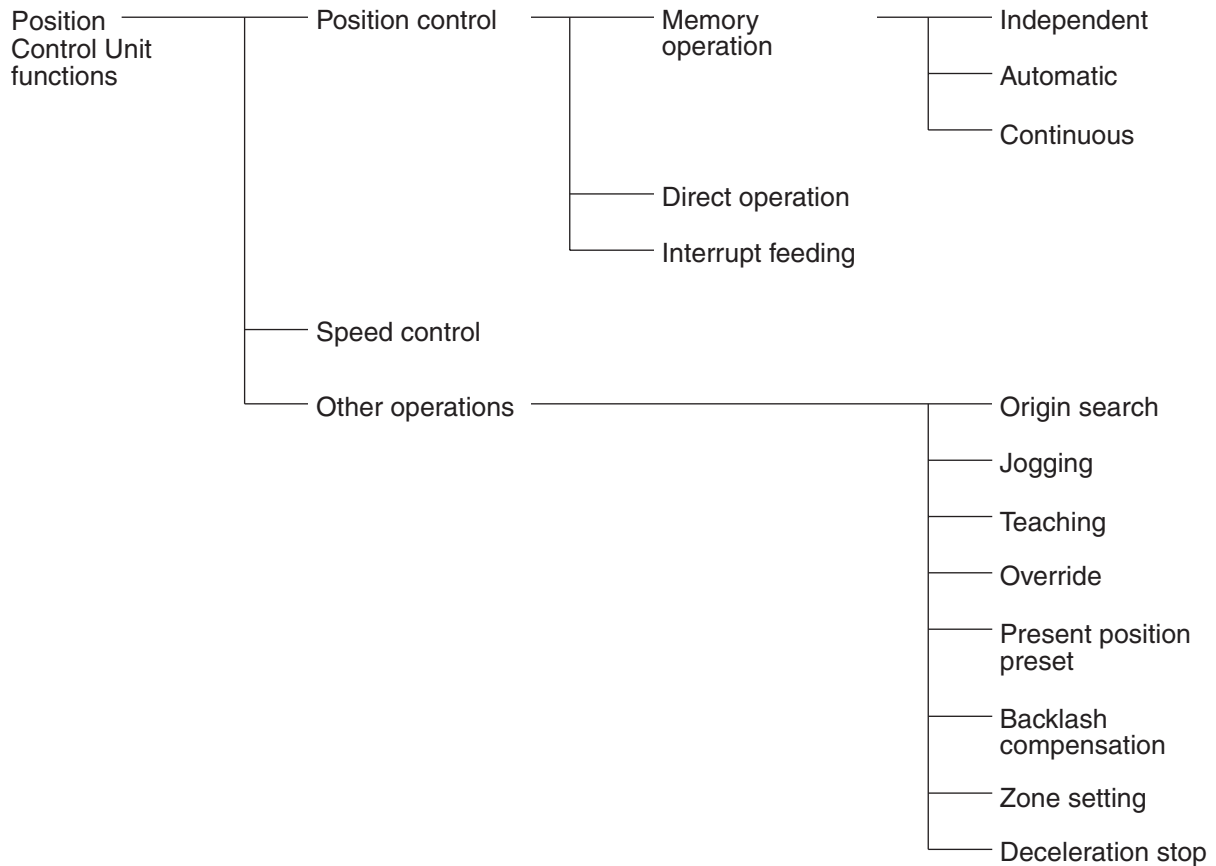 Position
Control Unit
functions
Position control
Memory
operation
Independent
Automatic
Continuous
Direct operation
Interrupt feeding
Speed control
Other operations
Origin search
Jogging
Teaching
Override
Present position
preset
Backlash
compensation
Zone setting
Deceleration stop